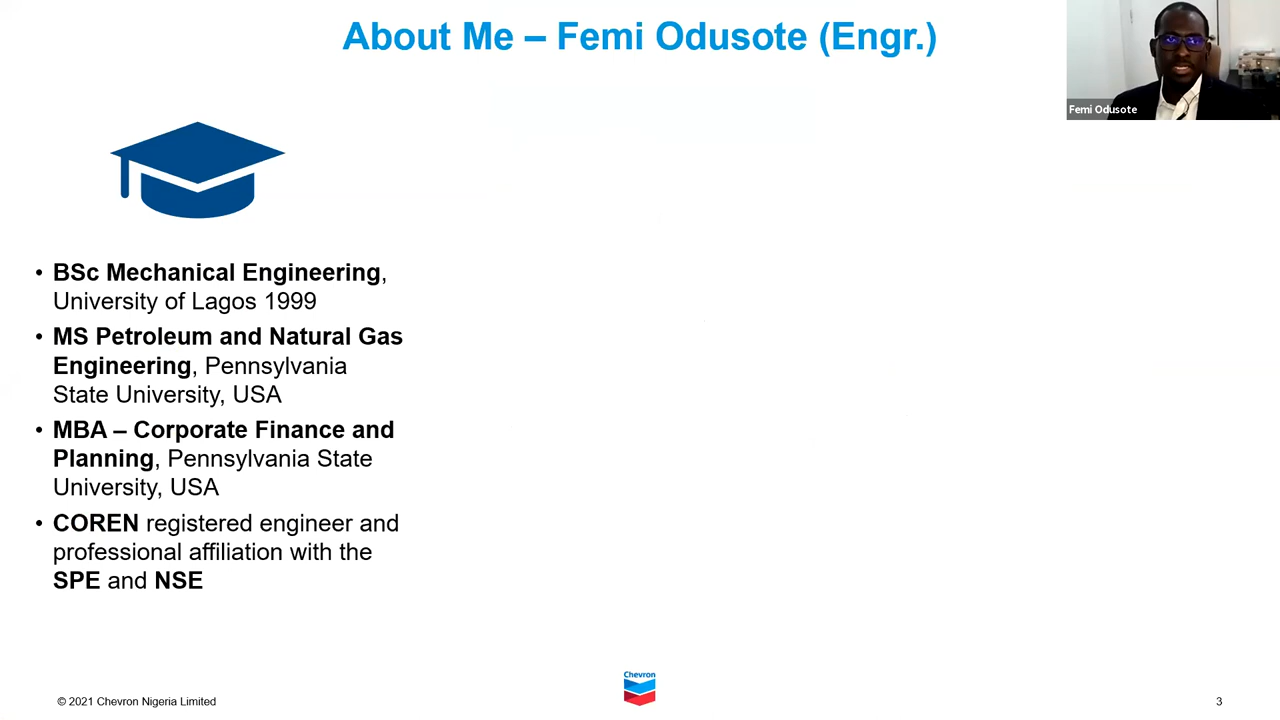 About Me – Femi Odusote (Engr.)
Femi Odusote
• BSc Mechanical Engineering,
University of Lagos 1999
• MS Petroleum and Natural Gas
Engineering, Pennsylvania
State University, USA
• MBA – Corporate Finance and
Planning, Pennsylvania State
University, USA
• COREN registered engineer and
professional affiliation with the
SPE and NSE
© 2021 Chevron Nigeria Limited
Chevron
3